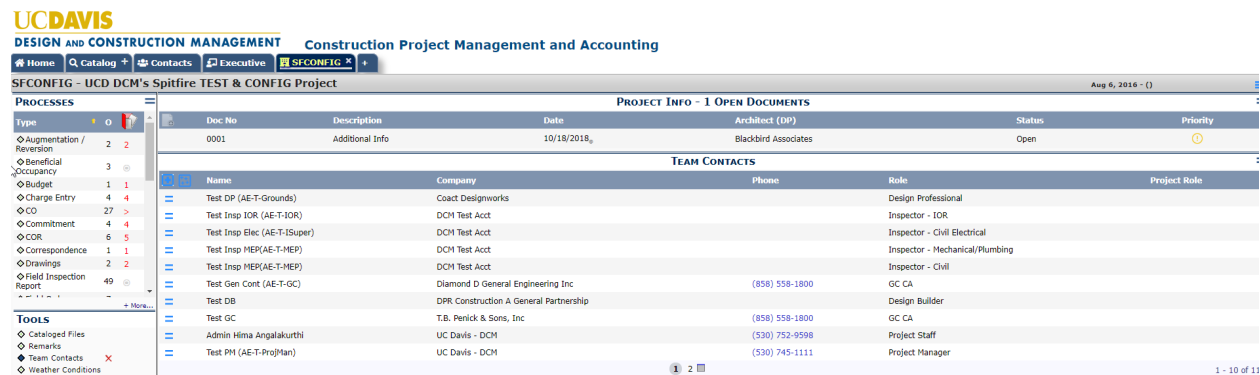 UCDAVIS
DESIGN AND CONSTRUCTION MANAGEMENT Construction Project Management and Accounting
Home Catalog + Contacts Executive SFCONFIG × +
SFCONFIG - UCD DCM's Spitfire TEST & CONFIG Project Aug 6, 2016 - ()
PROCESSES
Type O
Augmentation / Reversion 2 2
Beneficial Occupancy 3
Budget 1 1
Charge Entry 4 4
CO 27 >
Commitment 4 4
COR 6 5
Correspondence 1 1
Drawings 2 2
Field Inspection Report 49
+ More...
TOOLS
Cataloged Files
Remarks
Team Contacts ×
Weather Conditions
PROJECT INFO - 1 OPEN DOCUMENTS
Doc No Description Date Architect (DP) Status Priority
0001 Additional Info 10/18/2018 Blackbird Associates Open
TEAM CONTACTS
Name Company Phone Role Project Role
Test DP (AE-T-Grounds) Coact Designworks Design Professional
Test Insp IOR (AE-T-IOR) DCM Test Acct Inspector - IOR
Test Insp Elec (AE-T-ISuper) DCM Test Acct Inspector - Civil Electrical
Test Insp MEP(AE-T-MEP) DCM Test Acct Inspector - Mechanical/Plumbing
Test Insp MEP(AE-T-MEP) DCM Test Acct Inspector - Civil
Test Gen Cont (AE-T-GC) Diamond D General Engineering Inc (858) 558-1800 GC CA
Test DB DPR Construction A General Partnership Design Builder
Test GC T.B. Penick & Sons, Inc (858) 558-1800 GC CA
Admin Hima Angalakurthi UC Davis - DCM (530) 752-9598 Project Staff
Test PM (AE-T-ProjMan) UC Davis - DCM (530) 745-1111 Project Manager
1 2 1 - 10 of 11